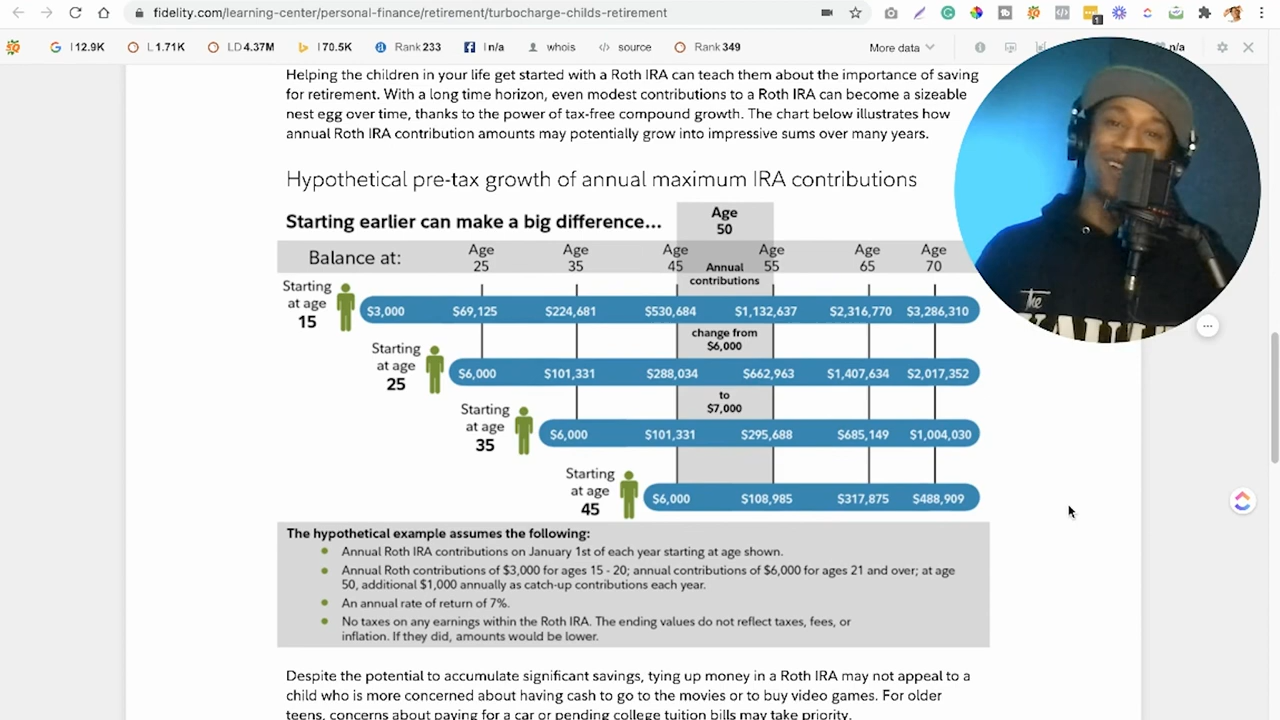 fidelity.com/learning-center/personal-finance/retirement/turbocharge-childs-retirement
I 12.9K L 1.71K LD 4.37M I 70.5K Rank 233 I n/a whois source Rank 349 More data n/a
Helping the children in your life get started with a Roth IRA can teach them about the importance of saving
for retirement. With a long time horizon, even modest contributions to a Roth IRA can become a sizeable
nest egg over time, thanks to the power of tax-free compound growth. The chart below illustrates how
annual Roth IRA contribution amounts may potentially grow into impressive sums over many years.
Hypothetical pre-tax growth of annual maximum IRA contributions
Starting earlier can make a big difference...
Age
50
Balance at:
Age
25
Age
35
Age
45
Age
55
Age
65
Age
70
Annual
contributions
Starting
at age
15
$3,000 $69,125 $224,681 $530,684 $1,132,637 $2,316,770 $3,286,310
change from
$6,000
Starting
at age
25
$6,000 $101,331 $288,034 $662,963 $1,407,634 $2,017,352
to
$7,000
Starting
at age
35
$6,000 $101,331 $295,688 $685,149 $1,004,030
Starting
at age
45
$6,000 $108,985 $317,875 $488,909
The hypothetical example assumes the following:
Annual Roth IRA contributions on January 1st of each year starting at age shown.
Annual Roth contributions of $3,000 for ages 15 - 20; annual contributions of $6,000 for ages 21 and over; at age
50, additional $1,000 annually as catch-up contributions each year.
An annual rate of return of 7%.
No taxes on any earnings within the Roth IRA. The ending values do not reflect taxes, fees, or
inflation. If they did, amounts would be lower.
Despite the potential to accumulate significant savings, tying up money in a Roth IRA may not appeal to a
child who is more concerned about having cash to go to the movies or to buy video games. For older
teens, concerns about paying for a car or pending college tuition bills may take priority.
The